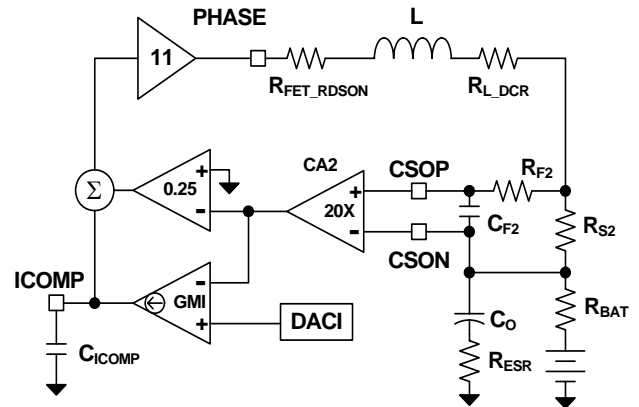 PHASE
L
11
R_FET_RDSON
R_L_DCR
CA2
CSOP
R_F2
Σ
+
0.25
-
+
20X
-
C_F2
R_S2
CSON
ICOMP
-
GMI
+
DACI
R_BAT
C_O
C_ICOMP
R_ESR